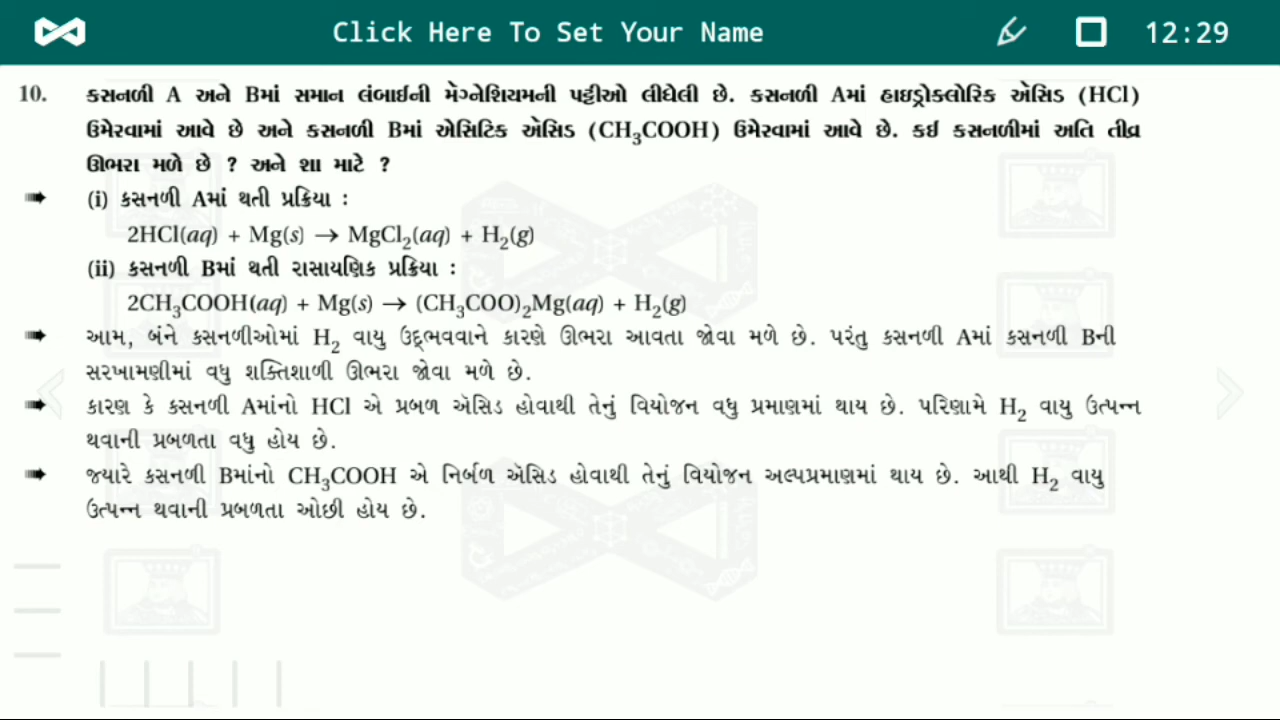 Click Here To Set Your Name
12:29
10. કસનળી A અને Bમાં સમાન લંબાઈની મૅગ્નેશિયમની પટ્ટીઓ લીધેલી છે. કસનળી Aમાં હાઇડ્રોક્લોરિક ઍસિડ (HCl)
ઉમેરવામાં આવે છે અને કસનળી Bમાં એસિટિક ઍસિડ (CH₃COOH) ઉમેરવામાં આવે છે. કઈ કસનળીમાં અતિ તીવ્ર
ઊભરા મળે છે ? અને શા માટે ?
➠ (i) કસનળી Aમાં થતી પ્રક્રિયા :
2HCl(aq) + Mg(s) → MgCl₂(aq) + H₂(g)
(ii) કસનળી Bમાં થતી રાસાયણિક પ્રક્રિયા :
2CH₃COOH(aq) + Mg(s) → (CH₃COO)₂Mg(aq) + H₂(g)
➠ આમ, બંને કસનળીઓમાં H₂ વાયુ ઉદ્ભવવાને કારણે ઊભરા આવતા જોવા મળે છે. પરંતુ કસનળી Aમાં કસનળી Bની
સરખામણીમાં વધુ શક્તિશાળી ઊભરા જોવા મળે છે.
➠ કારણ કે કસનળી Aમાંનો HCl એ પ્રબળ ઍસિડ હોવાથી તેનું વિયોજન વધુ પ્રમાણમાં થાય છે. પરિણામે H₂ વાયુ ઉત્પન્ન
થવાની પ્રબળતા વધુ હોય છે.
➠ જ્યારે કસનળી Bમાંનો CH₃COOH એ નિર્બળ ઍસિડ હોવાથી તેનું વિયોજન અલ્પપ્રમાણમાં થાય છે. આથી H₂ વાયુ
ઉત્પન્ન થવાની પ્રબળતા ઓછી હોય છે.